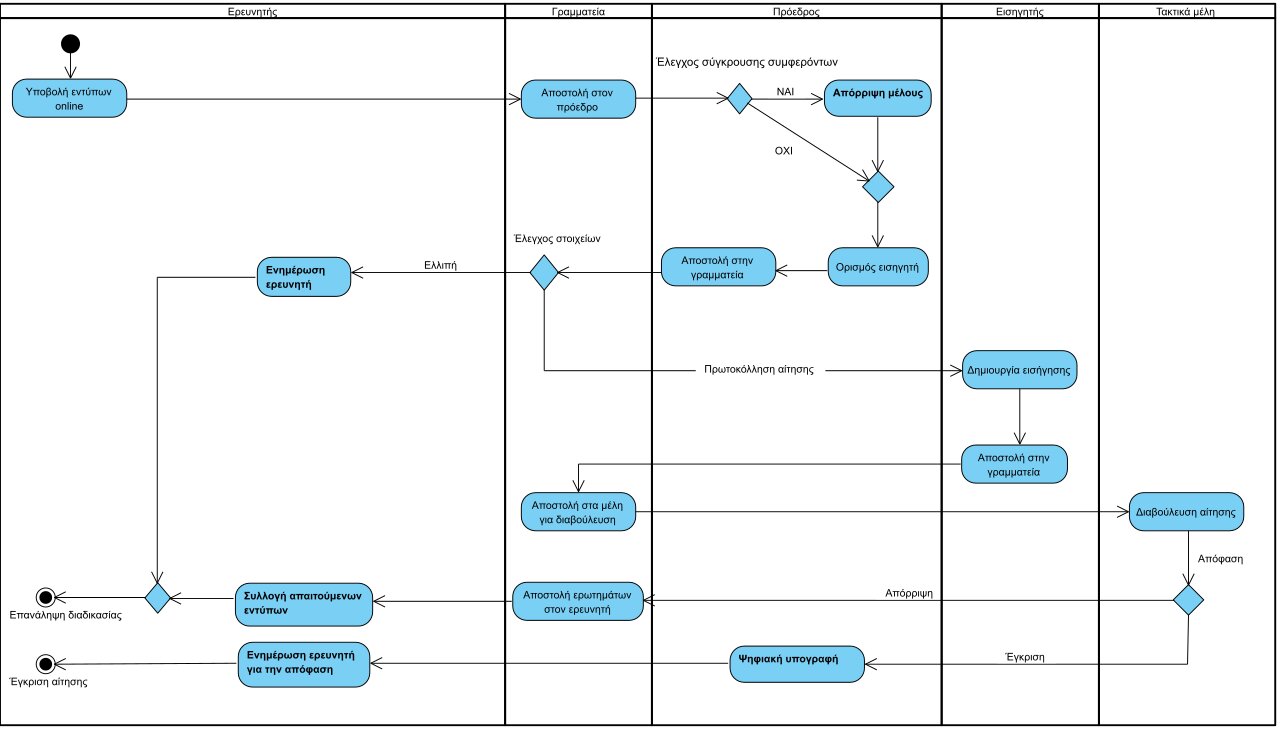 Ερευνητής
Γραμματεία
Πρόεδρος
Εισηγητής
Τακτικά μέλη
Έλεγχος σύγκρουσης συμφερόντων
Υποβολή εντύπων
online
Αποστολή στον
πρόεδρο
ΝΑΙ
Απόρριψη μέλους
ΟΧΙ
Έλεγχος στοιχείων
Ενημέρωση
ερευνητή
Ελλιπή
Αποστολή στην
γραμματεία
Ορισμός εισηγητή
Πρωτοκόλληση αίτησης
Δημιουργία εισήγησης
Αποστολή στην
γραμματεία
Αποστολή στα μέλη
για διαβούλευση
Διαβούλευση αίτησης
Απόφαση
Επανάληψη διαδικασίας
Συλλογή απαιτούμενων
εντύπων
Αποστολή ερωτημάτων
στον ερευνητή
Απόρριψη
Έγκριση αίτησης
Ενημέρωση ερευνητή
για την απόφαση
Ψηφιακή υπογραφή
Έγκριση